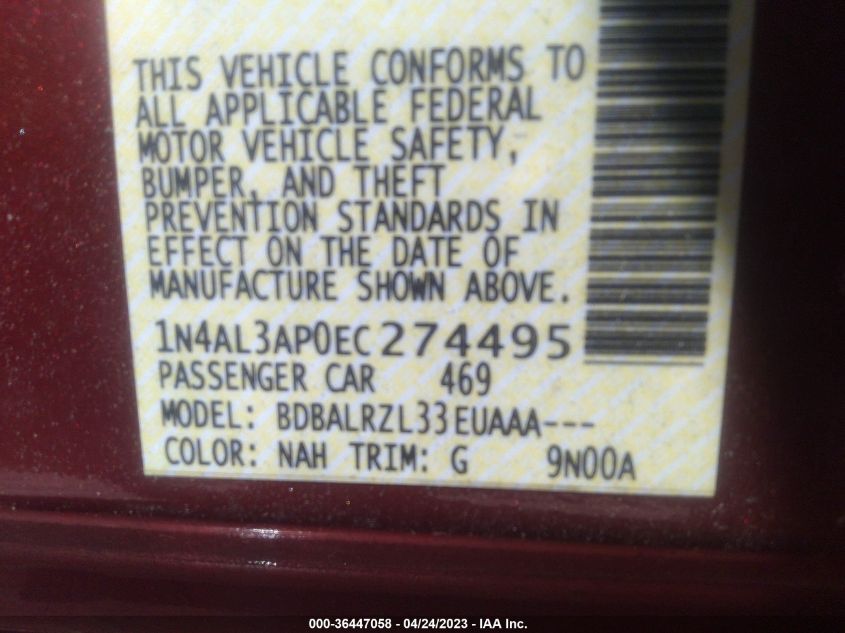 THIS VEHICLE CONFORMS TO
ALL APPLICABLE FEDERAL
MOTOR VEHICLE SAFETY,
BUMPER, AND THEFT
PREVENTION STANDARDS IN
EFFECT ON THE DATE OF
MANUFACTURE SHOWN ABOVE.
1N4AL3AP0EC274495
PASSENGER CAR 469
MODEL: BDBALRZL33EUAAA---
COLOR: NAH TRIM: G 9N00A
000-36447058 - 04/24/2023 - IAA Inc.